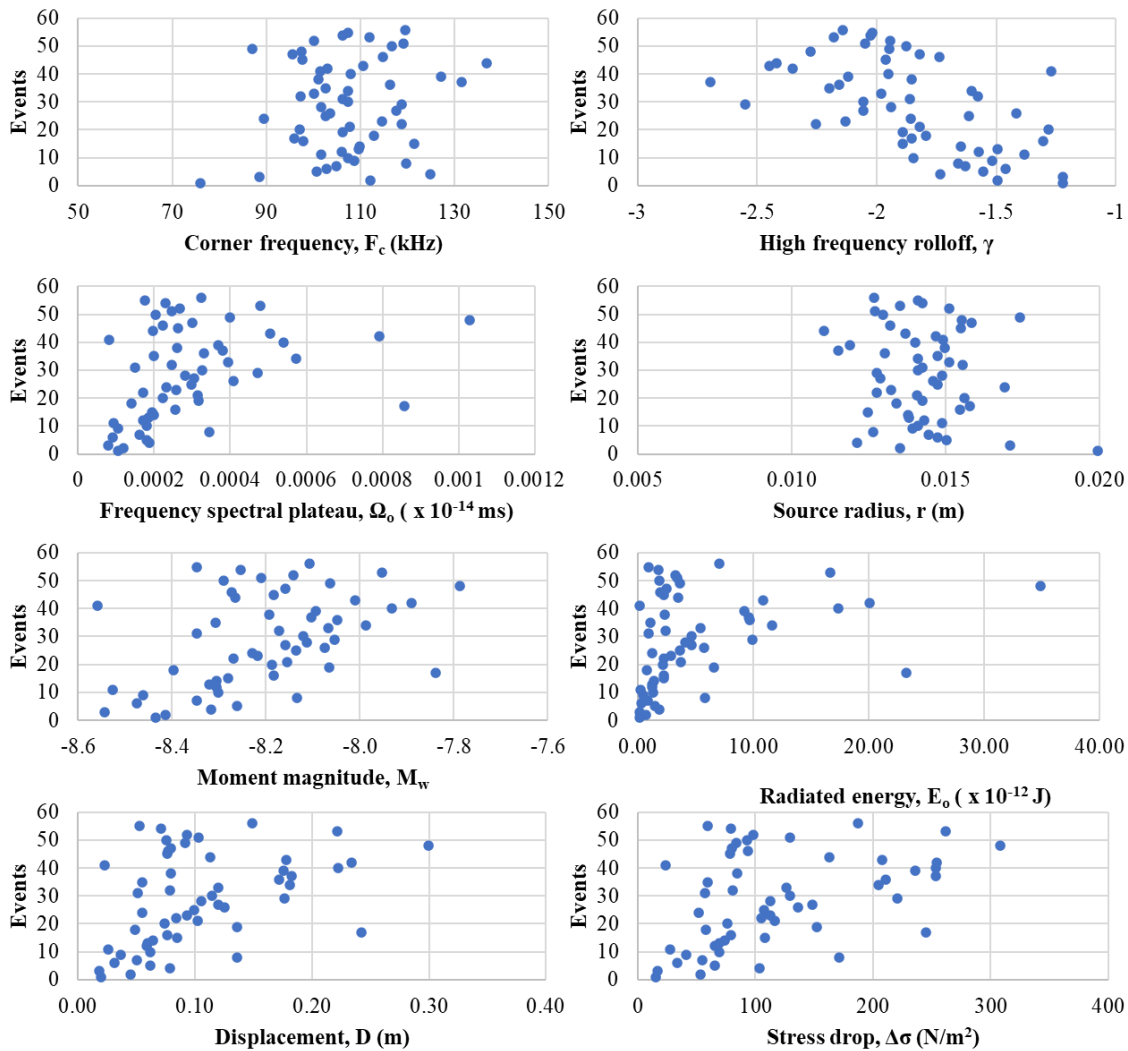 Events
60
50
40
30
20
10
0
50 70 90 110 130 150
Corner frequency, Fc (kHz)
Events
60
50
40
30
20
10
0
-3 -2.5 -2 -1.5 -1
High frequency rolloff, γ
Events
60
50
40
30
20
10
0
0 0.0002 0.0004 0.0006 0.0008 0.001 0.0012
Frequency spectral plateau, Ωo ( x 10-14 ms)
Events
60
50
40
30
20
10
0
0.005 0.010 0.015 0.020
Source radius, r (m)
Events
60
50
40
30
20
10
0
-8.6 -8.4 -8.2 -8.0 -7.8 -7.6
Moment magnitude, Mw
Events
60
50
40
30
20
10
0
0.00 10.00 20.00 30.00 40.00
Radiated energy, Eo ( x 10-12 J)
Events
60
50
40
30
20
10
0
0.00 0.10 0.20 0.30 0.40
Displacement, D (m)
Events
60
50
40
30
20
10
0
0 100 200 300 400
Stress drop, Δσ (N/m2)